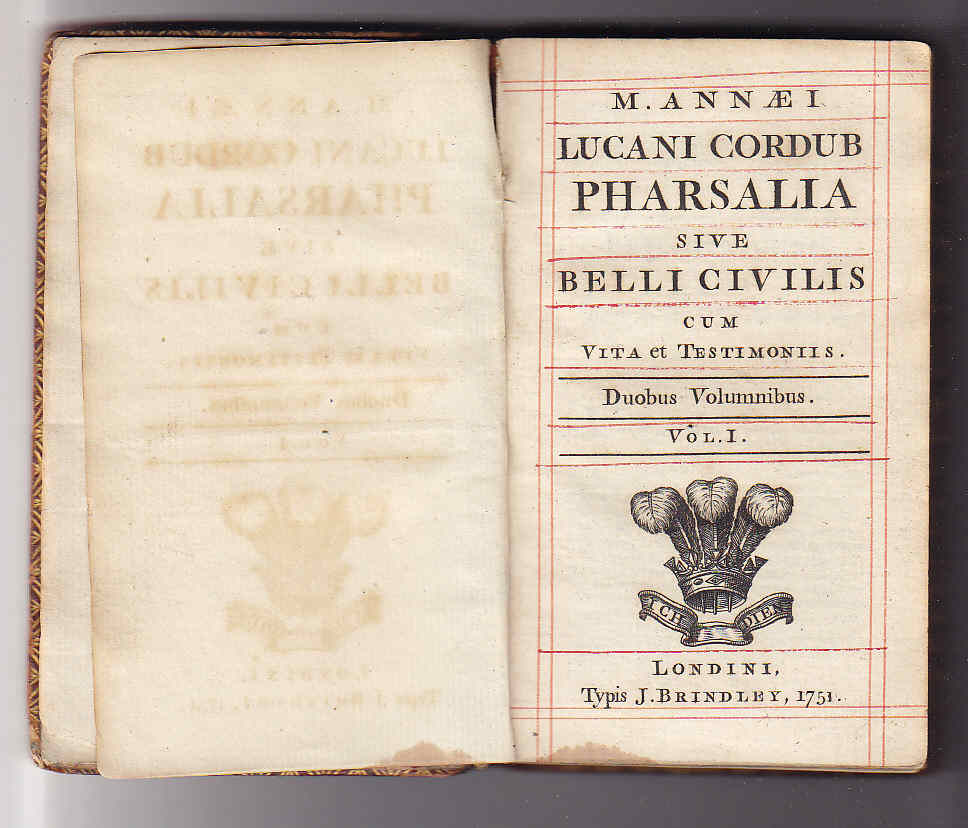 M. ANNÆI
LUCANI CORDUB
PHARSALIA
SIVE
BELLI CIVILIS
CUM
VITA et TESTIMONIIS.
Duobus Volumnibus.
VOL. I.
ICH DIEN
LONDINI,
Typis J. BRINDLEY, 1751.